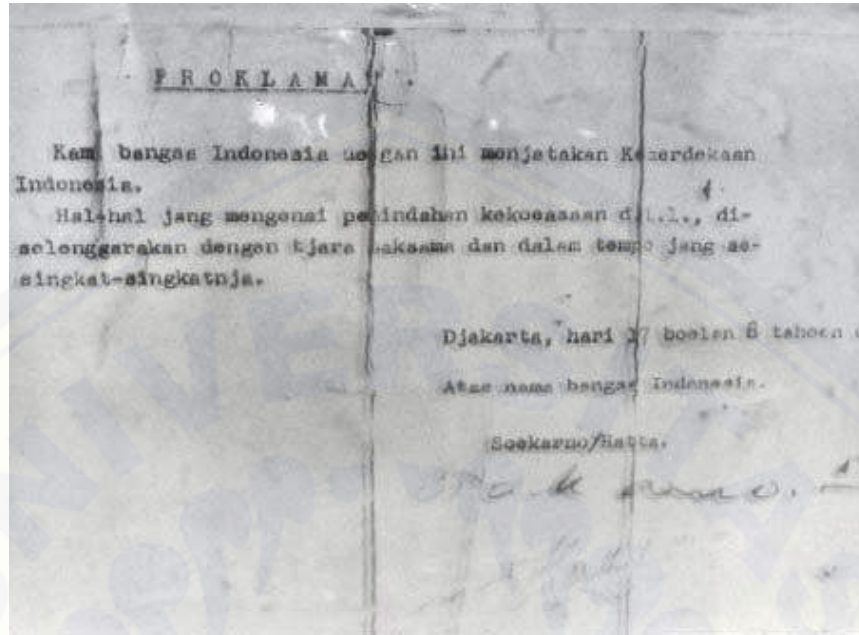 PROKLAMASI.
Kami bangsa Indonesia dengan ini menjatakan Kemerdekaan
Indonesia.
Hal-hal jang mengenai pemindahan kekoeasaan d.l.l., di-
selenggarakan dengan tjara saksama dan dalam tempo jang se-
singkat-singkatnja.
Djakarta, hari 17 boelan 8 tahoen
Atas nama bangsa Indonesia.
Soekarno/Hatta.